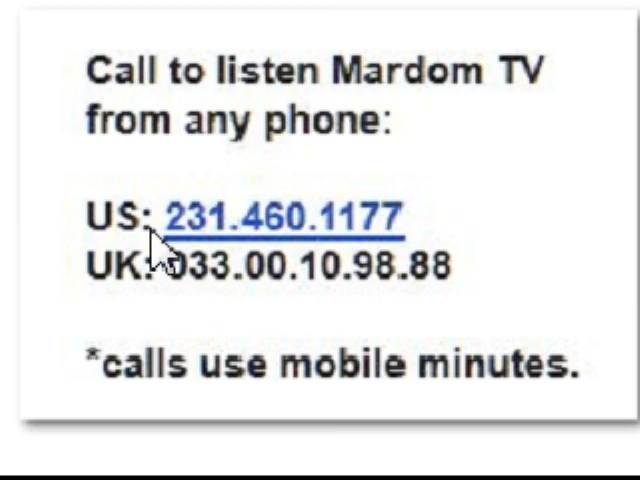 Call to listen Mardom TV
from any phone:
US: 231.460.1177
UK: 033.00.10.98.88
*calls use mobile minutes.